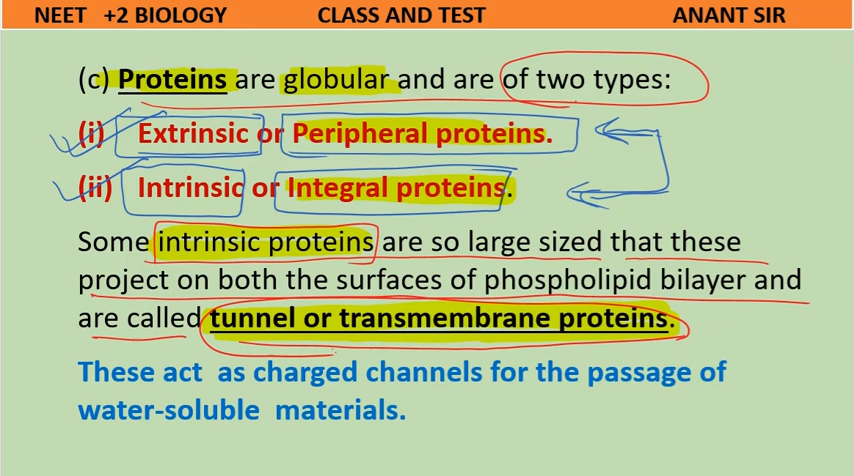 NEET +2 BIOLOGY CLASS AND TEST ANANT SIR
(c) Proteins are globular and are of two types:
(i) Extrinsic or Peripheral proteins.
(ii) Intrinsic or Integral proteins.
Some intrinsic proteins are so large sized that these
project on both the surfaces of phospholipid bilayer and
are called tunnel or transmembrane proteins.
These act as charged channels for the passage of
water-soluble materials.